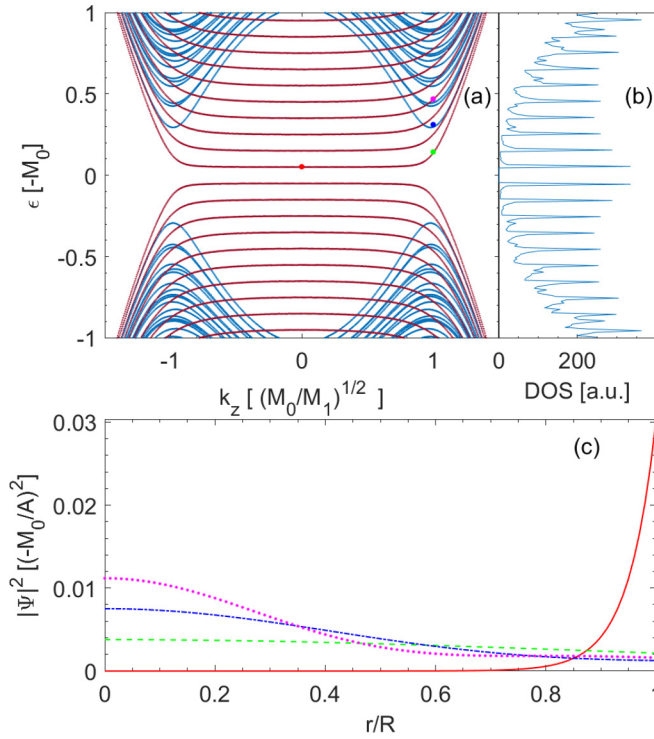 1
0.5
0
-0.5
-1
ϵ [-M₀]
(a)
(b)
-1 0 1 0 200
k_z [ (M₀/M₁)^{1/2} ]
DOS [a.u.]
0.03
0.02
0.01
0
|Ψ|² [(-M₀/A)²]
(c)
0 0.2 0.4 0.6 0.8 1
r/R